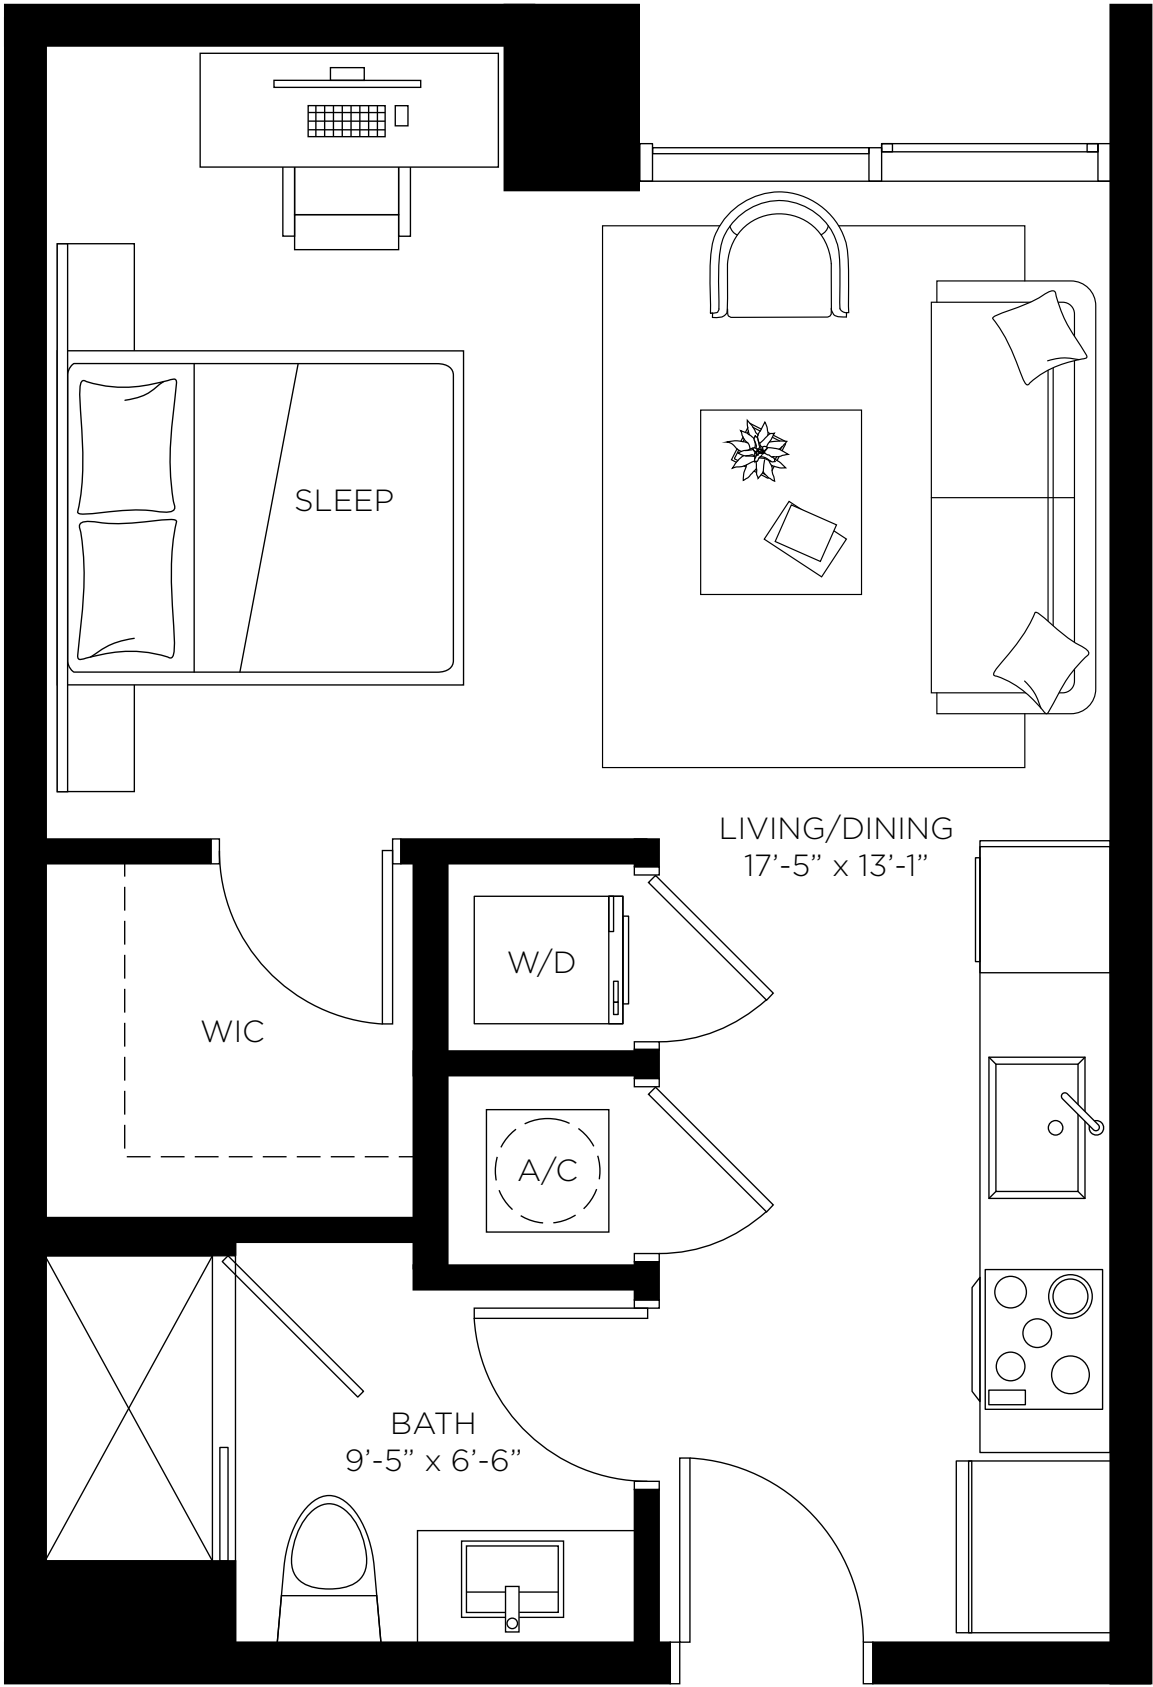 SLEEP
LIVING/DINING
17’-5” x 13’-1”
W/D
WIC
A/C
BATH
9’-5” x 6’-6”